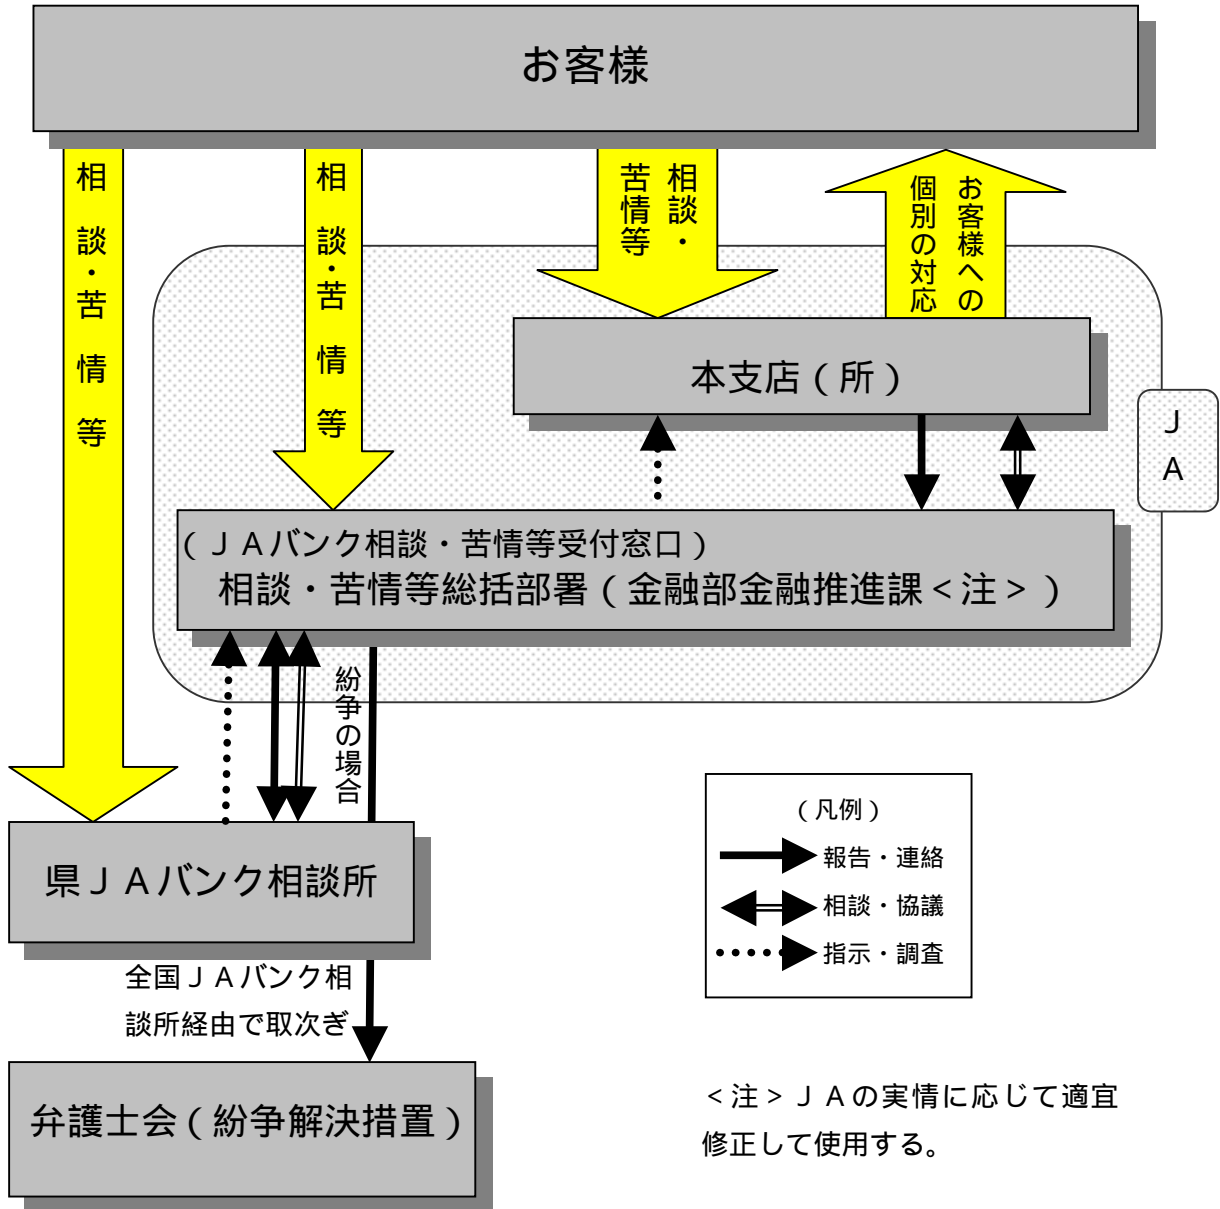 お客様
相談・苦情等
相談・苦情等
相談・
苦情等
お客様への
個別の対応
本支店（所）
ＪＡ
（ＪＡバンク相談・苦情等受付窓口）
相談・苦情等総括部署（金融部金融推進課＜注＞）
紛争の場合
県ＪＡバンク相談所
全国ＪＡバンク相
談所経由で取次ぎ
弁護士会（紛争解決措置）
（凡例）
報告・連絡
相談・協議
指示・調査
＜注＞ＪＡの実情に応じて適宜
修正して使用する。